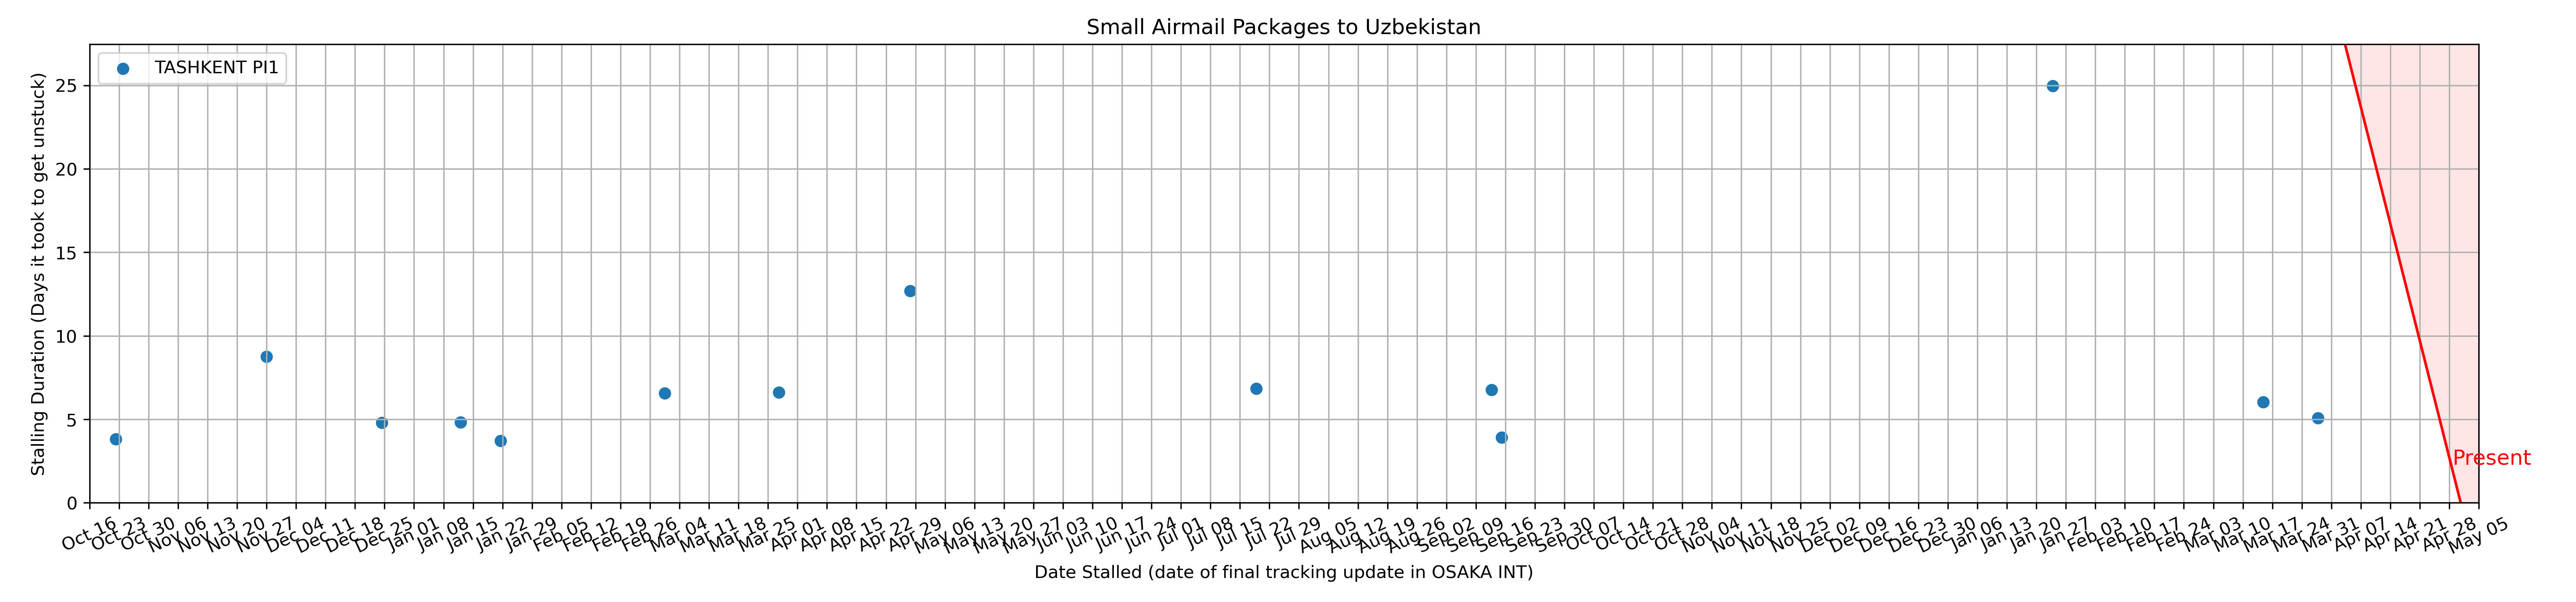 Small Airmail Packages to Uzbekistan
TASHKENT PI1
Stalling Duration (Days it took to get unstuck)
25
20
15
10
5
0
Present
Oct 16 Oct 23 Oct 30 Nov 06 Nov 13 Nov 20 Nov 27 Dec 04 Dec 11 Dec 18 Dec 25 Jan 01 Jan 08 Jan 15 Jan 22 Jan 29 Feb 05 Feb 12 Feb 19 Feb 26 Mar 04 Mar 11 Mar 18 Mar 25 Apr 01 Apr 08 Apr 15 Apr 22 Apr 29 May 06 May 13 May 20 May 27 Jun 03 Jun 10 Jun 17 Jun 24 Jul 01 Jul 08 Jul 15 Jul 22 Jul 29 Aug 05 Aug 12 Aug 19 Aug 26 Sep 02 Sep 09 Sep 16 Sep 23 Sep 30 Oct 07 Oct 14 Oct 21 Oct 28 Nov 04 Nov 11 Nov 18 Nov 25 Dec 02 Dec 09 Dec 16 Dec 23 Dec 30 Jan 06 Jan 13 Jan 20 Jan 27 Feb 03 Feb 10 Feb 17 Feb 24 Mar 03 Mar 10 Mar 17 Mar 24 Mar 31 Apr 07 Apr 14 Apr 21 Apr 28 May 05
Date Stalled (date of final tracking update in OSAKA INT)